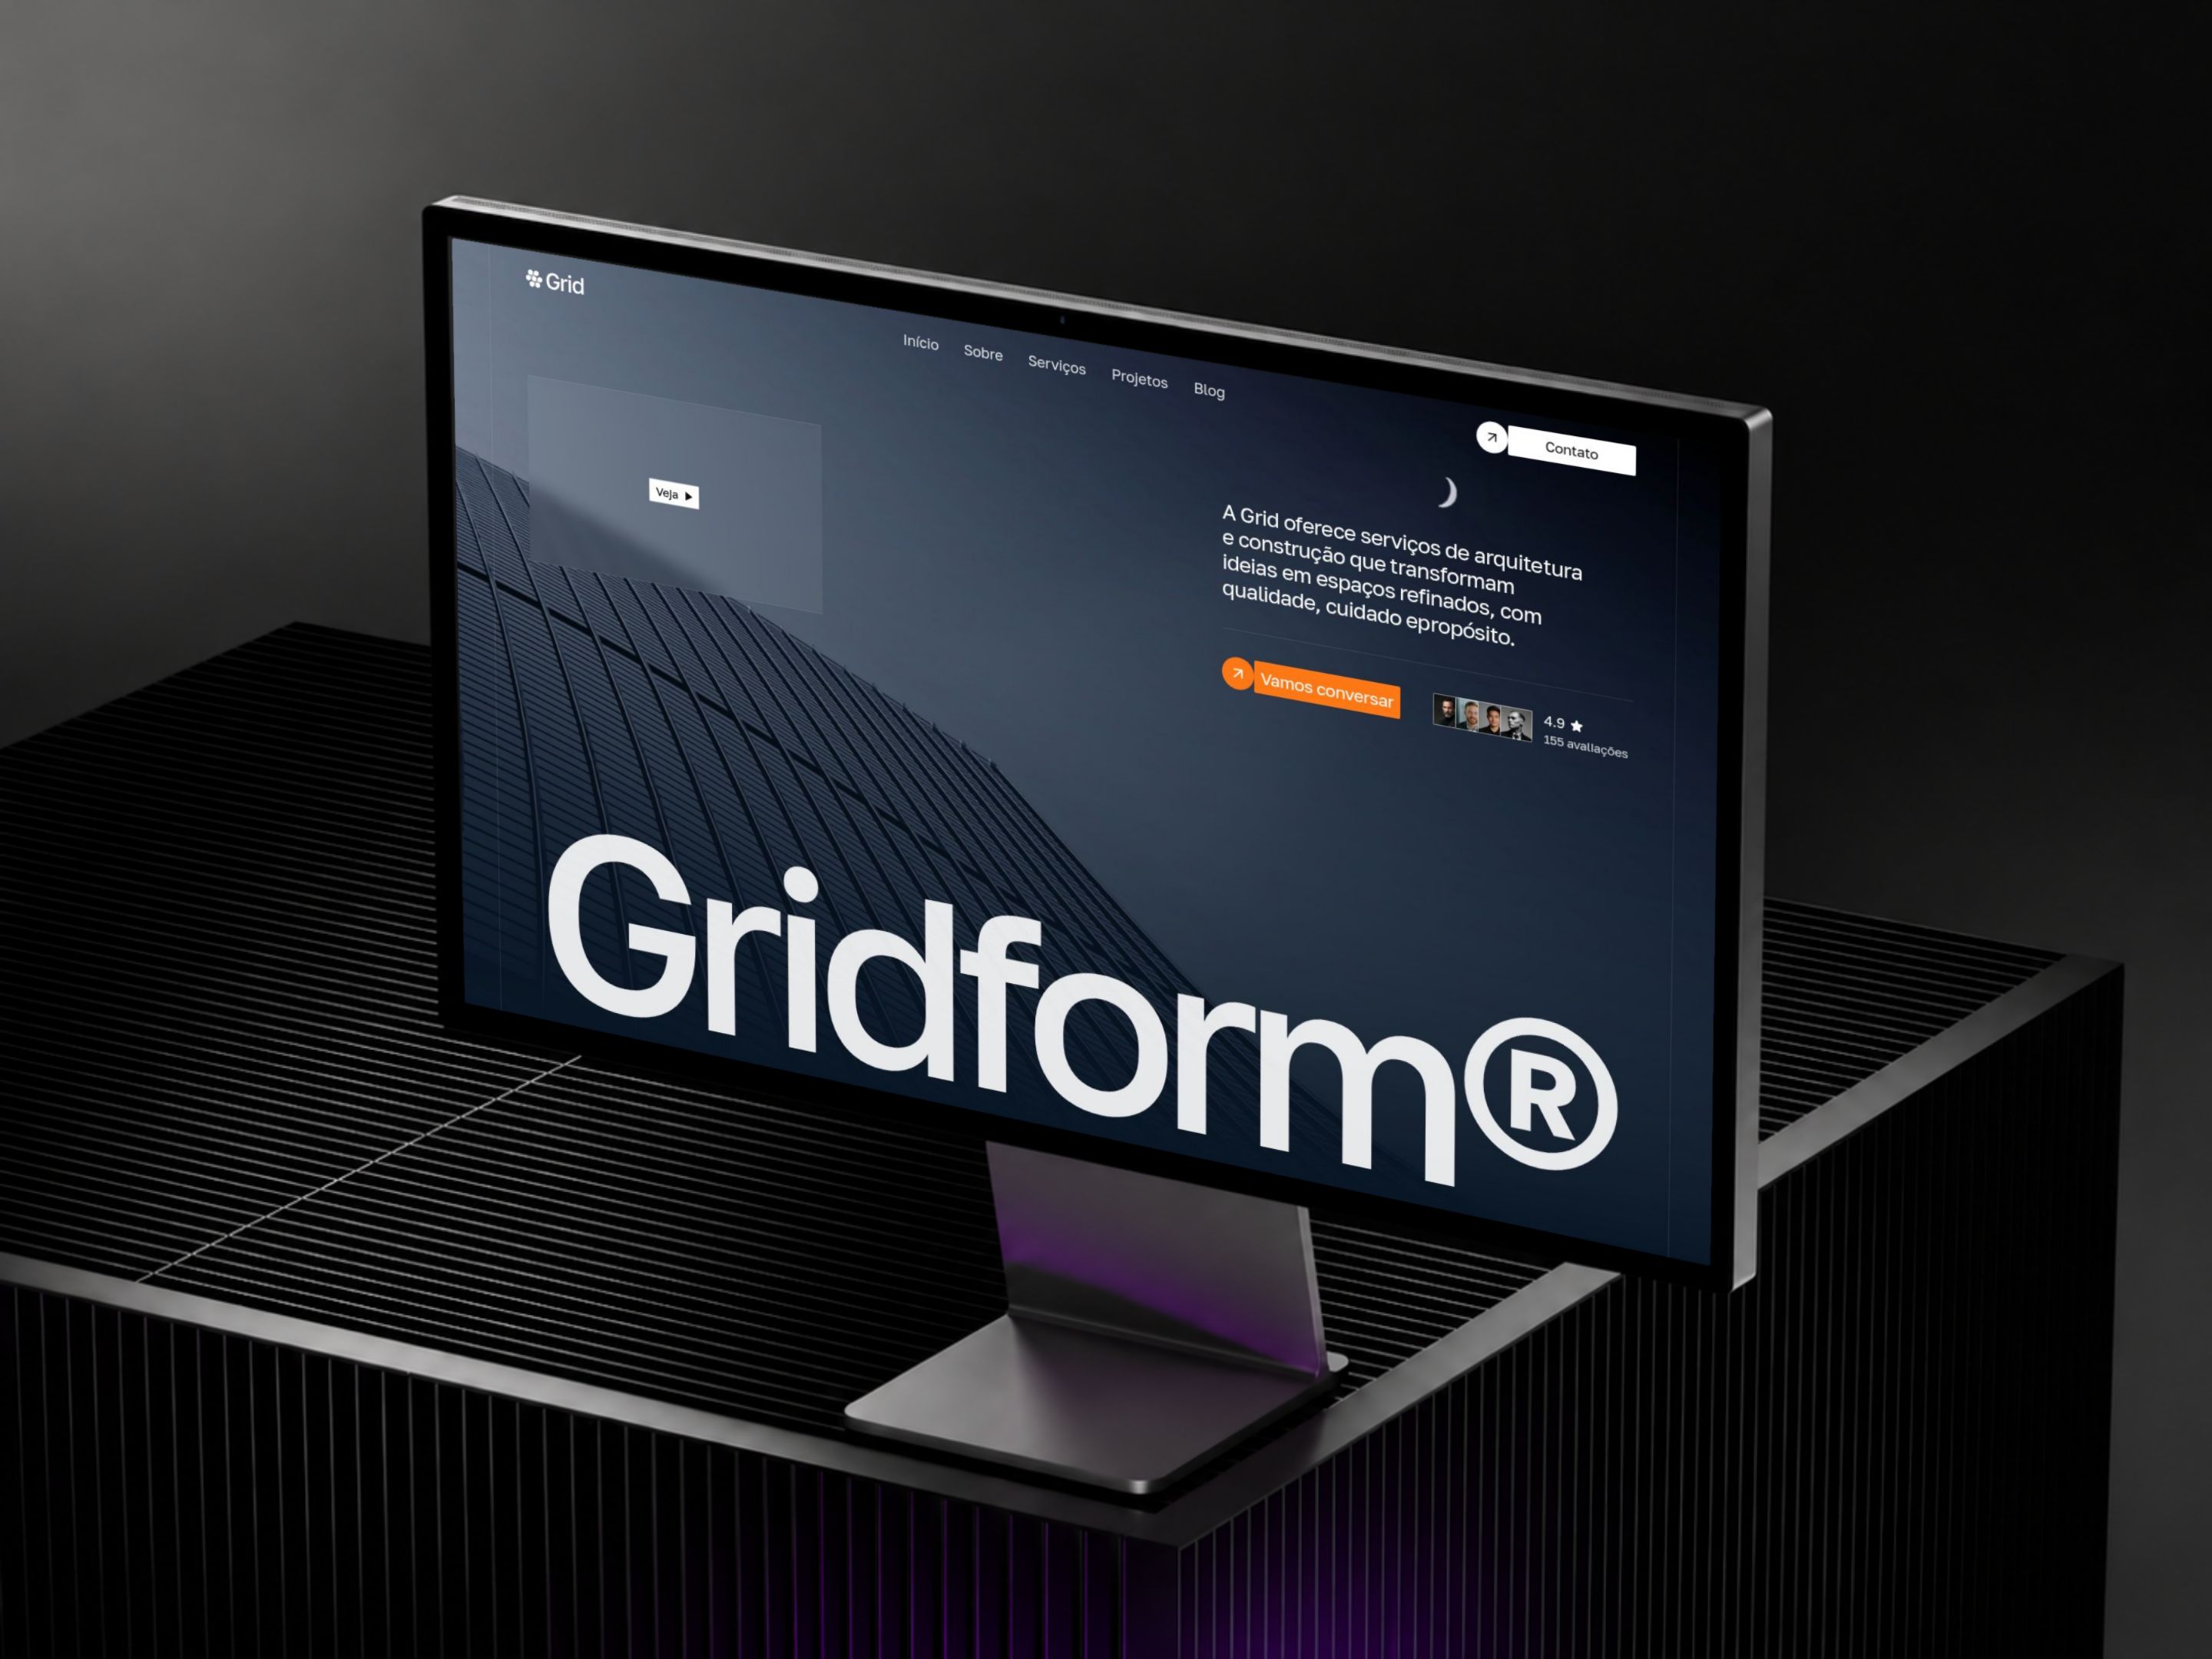 Grid
Início
Sobre
Serviços
Projetos
Blog
Contato
Veja
A Grid oferece serviços de arquitetura
e construção que transformam
ideias em espaços refinados, com
qualidade, cuidado epropósito.
Vamos conversar
4.9 ★
155 avaliações
Gridform®